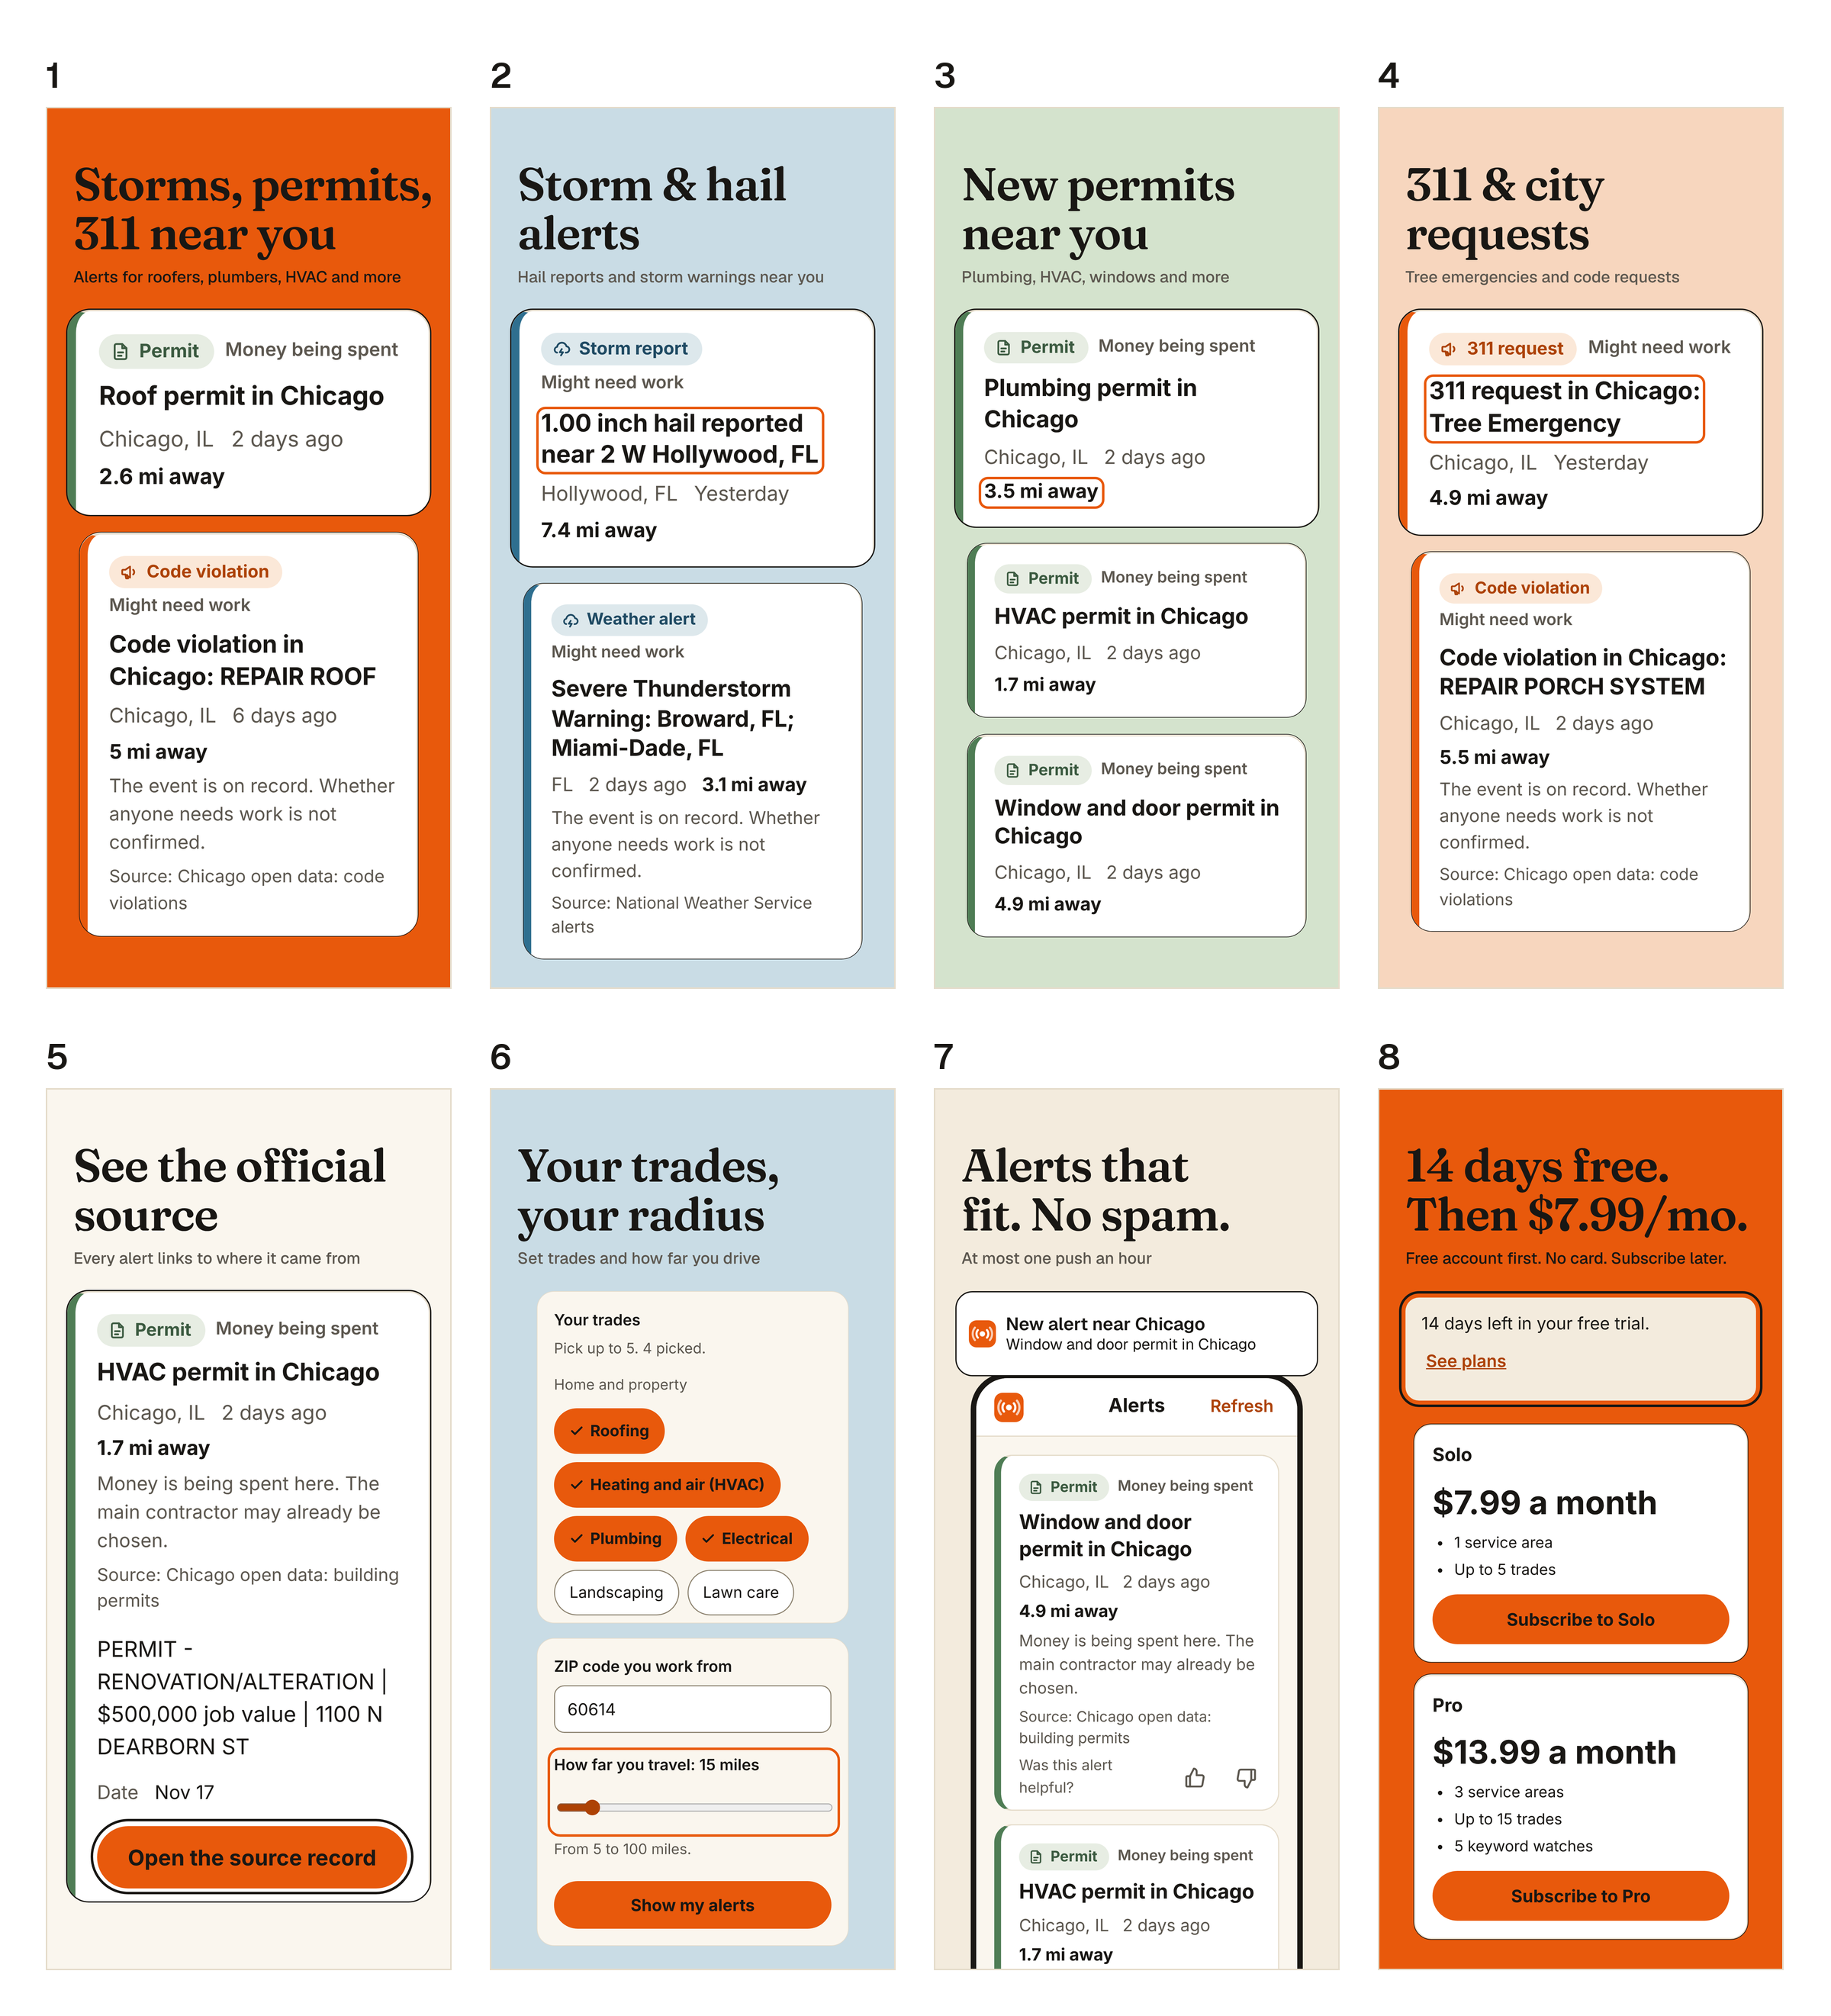 1
Storms, permits,
311 near you
Alerts for roofers, plumbers, HVAC and more
Permit Money being spent
Roof permit in Chicago
Chicago, IL 2 days ago
2.6 mi away
Code violation
Might need work
Code violation in
Chicago: REPAIR ROOF
Chicago, IL 6 days ago
5 mi away
The event is on record. Whether
anyone needs work is not
confirmed.
Source: Chicago open data: code
violations
2
Storm & hail
alerts
Hail reports and storm warnings near you
Storm report
Might need work
1.00 inch hail reported
near 2 W Hollywood, FL
Hollywood, FL Yesterday
7.4 mi away
Weather alert
Might need work
Severe Thunderstorm
Warning: Broward, FL;
Miami-Dade, FL
FL 2 days ago 3.1 mi away
The event is on record. Whether
anyone needs work is not
confirmed.
Source: National Weather Service
alerts
3
New permits
near you
Plumbing, HVAC, windows and more
Permit Money being spent
Plumbing permit in
Chicago
Chicago, IL 2 days ago
3.5 mi away
Permit Money being spent
HVAC permit in Chicago
Chicago, IL 2 days ago
1.7 mi away
Permit Money being spent
Window and door permit in
Chicago
Chicago, IL 2 days ago
4.9 mi away
4
311 & city
requests
Tree emergencies and code requests
311 request Might need work
311 request in Chicago:
Tree Emergency
Chicago, IL Yesterday
4.9 mi away
Code violation
Might need work
Code violation in Chicago:
REPAIR PORCH SYSTEM
Chicago, IL 2 days ago
5.5 mi away
The event is on record. Whether
anyone needs work is not
confirmed.
Source: Chicago open data: code
violations
5
See the official
source
Every alert links to where it came from
Permit Money being spent
HVAC permit in Chicago
Chicago, IL 2 days ago
1.7 mi away
Money is being spent here. The
main contractor may already be
chosen.
Source: Chicago open data: building
permits
PERMIT -
RENOVATION/ALTERATION |
$500,000 job value | 1100 N
DEARBORN ST
Date Nov 17
Open the source record
6
Your trades,
your radius
Set trades and how far you drive
Your trades
Pick up to 5. 4 picked.
Home and property
Roofing
Heating and air (HVAC)
Plumbing Electrical
Landscaping Lawn care
ZIP code you work from
60614
How far you travel: 15 miles
From 5 to 100 miles.
Show my alerts
7
Alerts that
fit. No spam.
At most one push an hour
New alert near Chicago
Window and door permit in Chicago
Alerts Refresh
Permit Money being spent
Window and door
permit in Chicago
Chicago, IL 2 days ago
4.9 mi away
Money is being spent here. The
main contractor may already be
chosen.
Source: Chicago open data:
building permits
Was this alert
helpful?
Permit Money being spent
HVAC permit in Chicago
Chicago, IL 2 days ago
1.7 mi away
8
14 days free.
Then $7.99/mo.
Free account first. No card. Subscribe later.
14 days left in your free trial.
See plans
Solo
$7.99 a month
• 1 service area
• Up to 5 trades
Subscribe to Solo
Pro
$13.99 a month
• 3 service areas
• Up to 15 trades
• 5 keyword watches
Subscribe to Pro